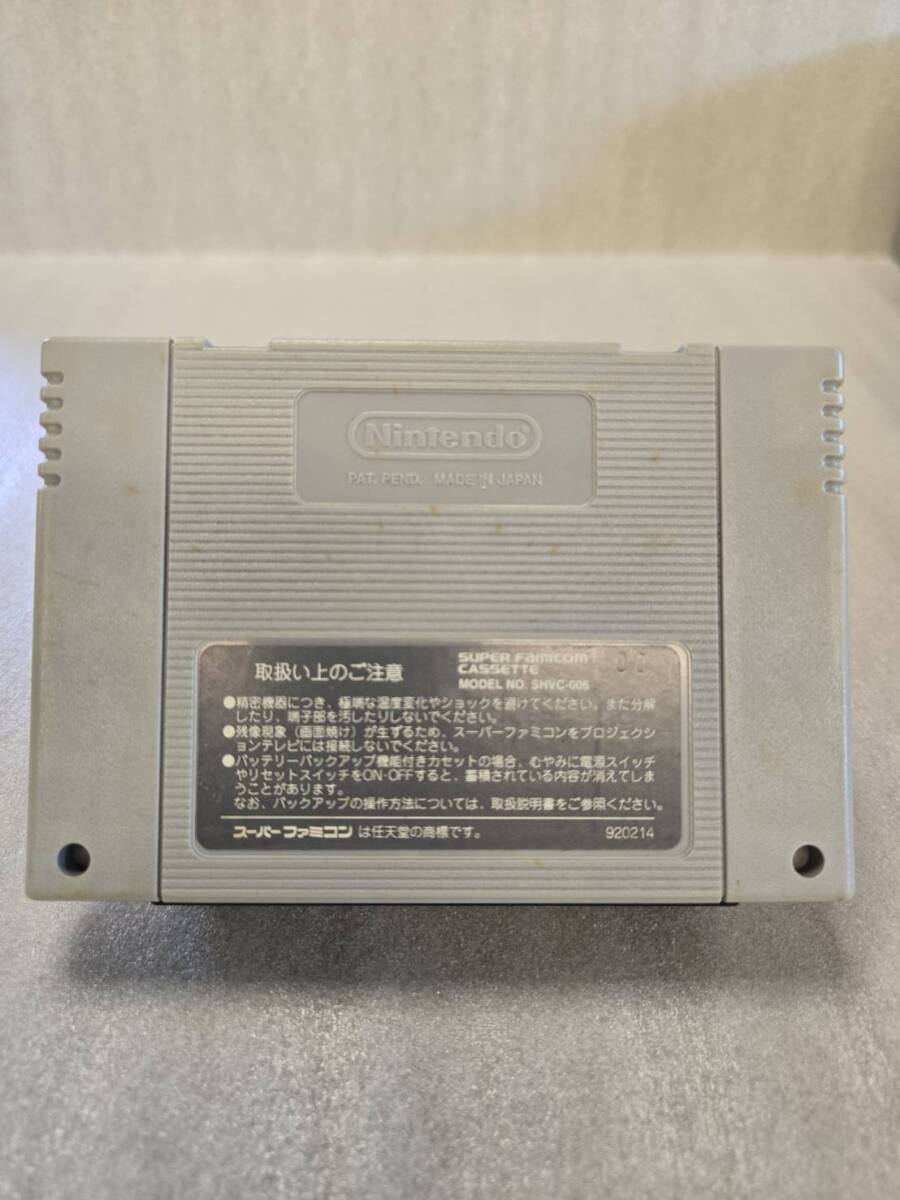 Nintendo
PAT. PEND. MADE IN JAPAN
取扱い上のご注意
SUPER Famicom
CASSETTE
MODEL NO. SHVC-006
●精密機器につき、極端な温度変化やショックを避けてください。また分解
したり、端子部を汚したりしないでください。
●残像現象（画面焼け）が生ずるため、スーパーファミコンをプロジェクシ
ョンテレビには接続しないでください。
●バッテリーバックアップ機能付きカセットの場合、むやみに電源スイッチ
やリセットスイッチをON・OFFすると、蓄積されている内容が消えてしま
うことがあります。
なお、バックアップの操作方法については、取扱説明書をご参照ください。
スーパーファミコンは任天堂の商標です。
920214